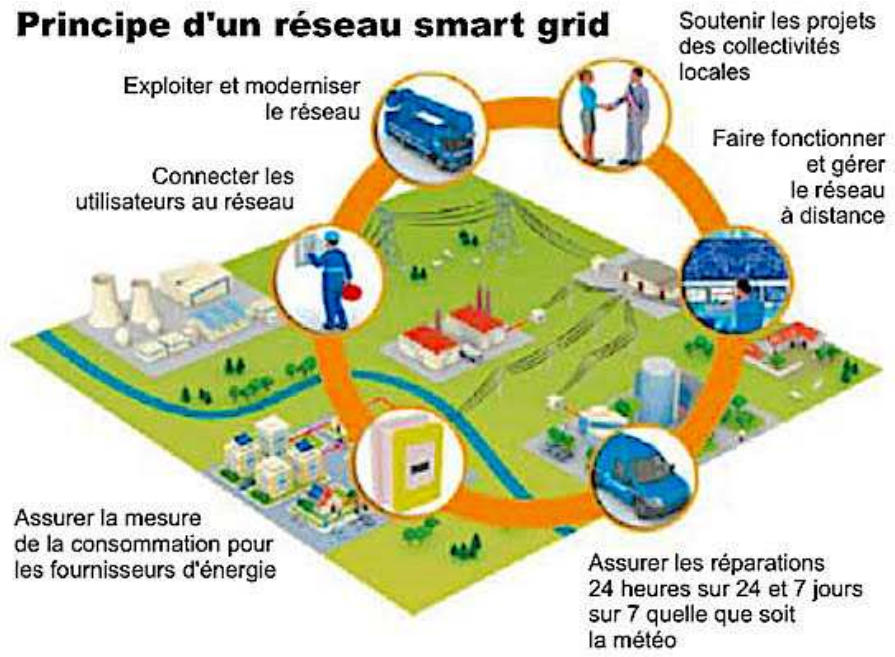 Principe d'un réseau smart grid
Soutenir les projets
des collectivités
locales
Exploiter et moderniser
le réseau
Faire fonctionner
et gérer
le réseau
à distance
Connecter les
utilisateurs au réseau
Assurer la mesure
de la consommation pour
les fournisseurs d'énergie
Assurer les réparations
24 heures sur 24 et 7 jours
sur 7 quelle que soit
la météo